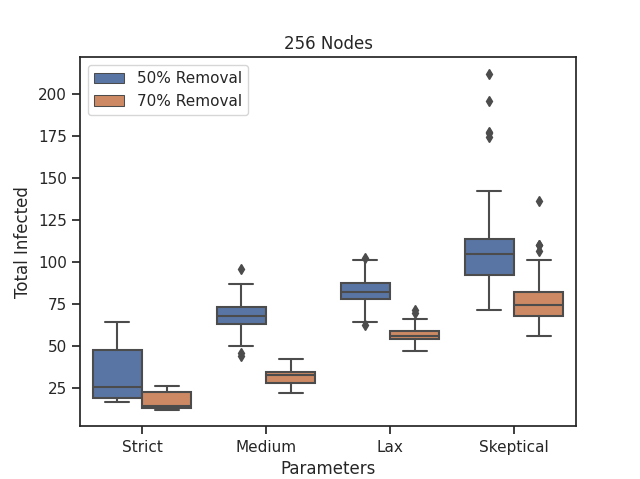 256 Nodes
50% Removal
70% Removal
200
175
150
125
100
75
50
25
Total Infected
Strict
Medium
Lax
Skeptical
Parameters